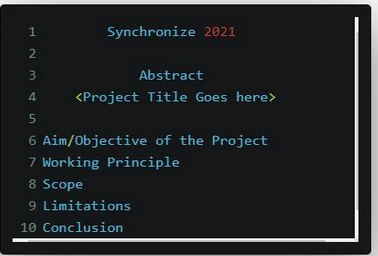 1 Synchronize 2021
2
3 Abstract
4 <Project Title Goes here>
5
6 Aim/Objective of the Project
7 Working Principle
8 Scope
9 Limitations
10 Conclusion